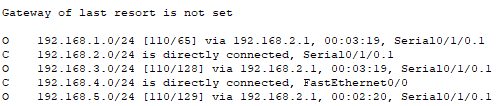 Gateway of last resort is not set
O    192.168.1.0/24 [110/65] via 192.168.2.1, 00:03:19, Serial0/1/0.1
C    192.168.2.0/24 is directly connected, Serial0/1/0.1
O    192.168.3.0/24 [110/128] via 192.168.2.1, 00:03:19, Serial0/1/0.1
C    192.168.4.0/24 is directly connected, FastEthernet0/0
O    192.168.5.0/24 [110/129] via 192.168.2.1, 00:02:20, Serial0/1/0.1